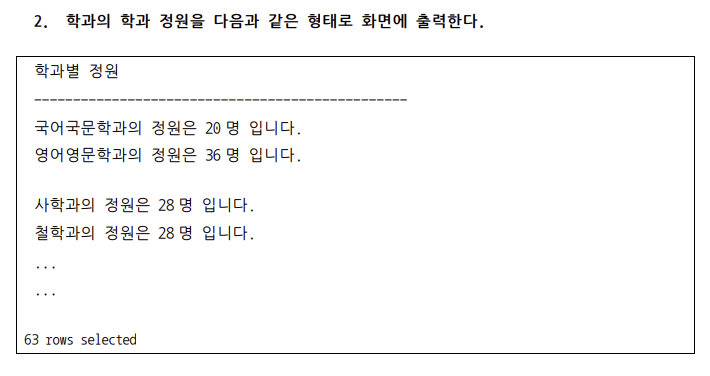 2. 학과의 학과 정원을 다음과 같은 형태로 화면에 출력한다.
학과별 정원
------------------------------------------------
국어국문학과의 정원은 20 명 입니다.
영어영문학과의 정원은 36 명 입니다.
사학과의 정원은 28 명 입니다.
철학과의 정원은 28 명 입니다.
...
...
63 rows selected